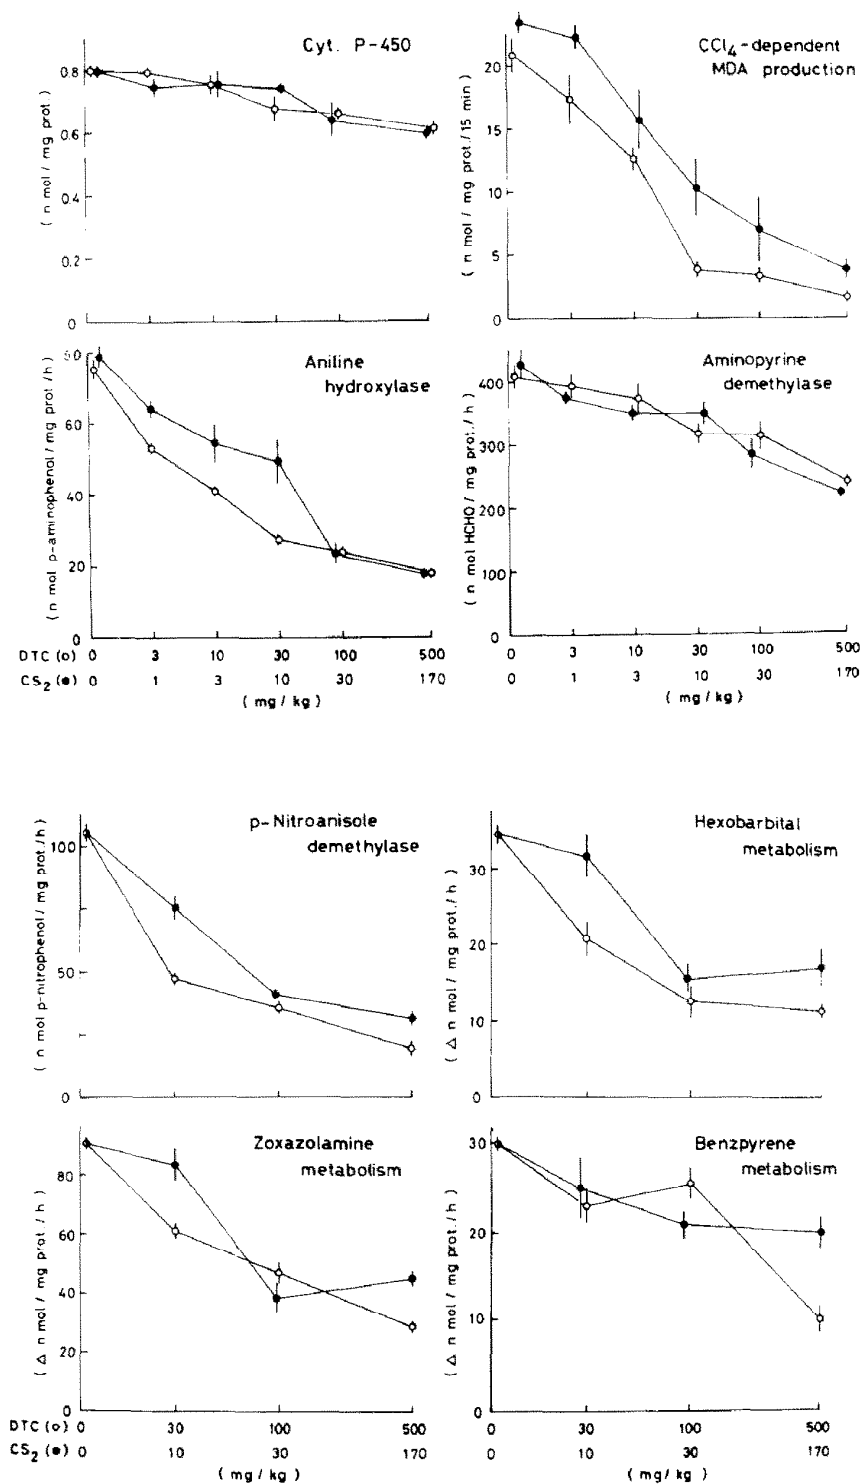 Cyt. P-450
( n mol / mg prot.)
0.8
0.6
0.4
0.2
0
CCl4-dependent
MDA production
( n mol / mg prot./15 min)
20
15
10
5
0
Aniline
hydroxylase
( n mol p-aminophenol / mg prot./h)
60
40
20
0
DTC (o) 0 3 10 30 100 500
CS2 (●) 0 1 3 10 30 170
( mg / kg )
Aminopyrine
demethylase
( n mol HCHO / mg prot./ h )
400
300
200
100
0
0 3 10 30 100 500
0 1 3 10 30 170
( mg / kg )
p-Nitroanisole
demethylase
( n mol p-nitrophenol / mg prot./h)
100
50
0
Hexobarbital
metabolism
( Δ n mol / mg prot./h)
30
20
10
0
Zoxazolamine
metabolism
( Δ n mol / mg prot./h)
80
60
40
20
0
DTC (o) 0 30 100 500
CS2 (●) 0 10 30 170
( mg / kg )
Benzpyrene
metabolism
( Δ n mol / mg prot./ h )
30
20
10
0
0 30 100 500
0 10 30 170
( mg / kg )